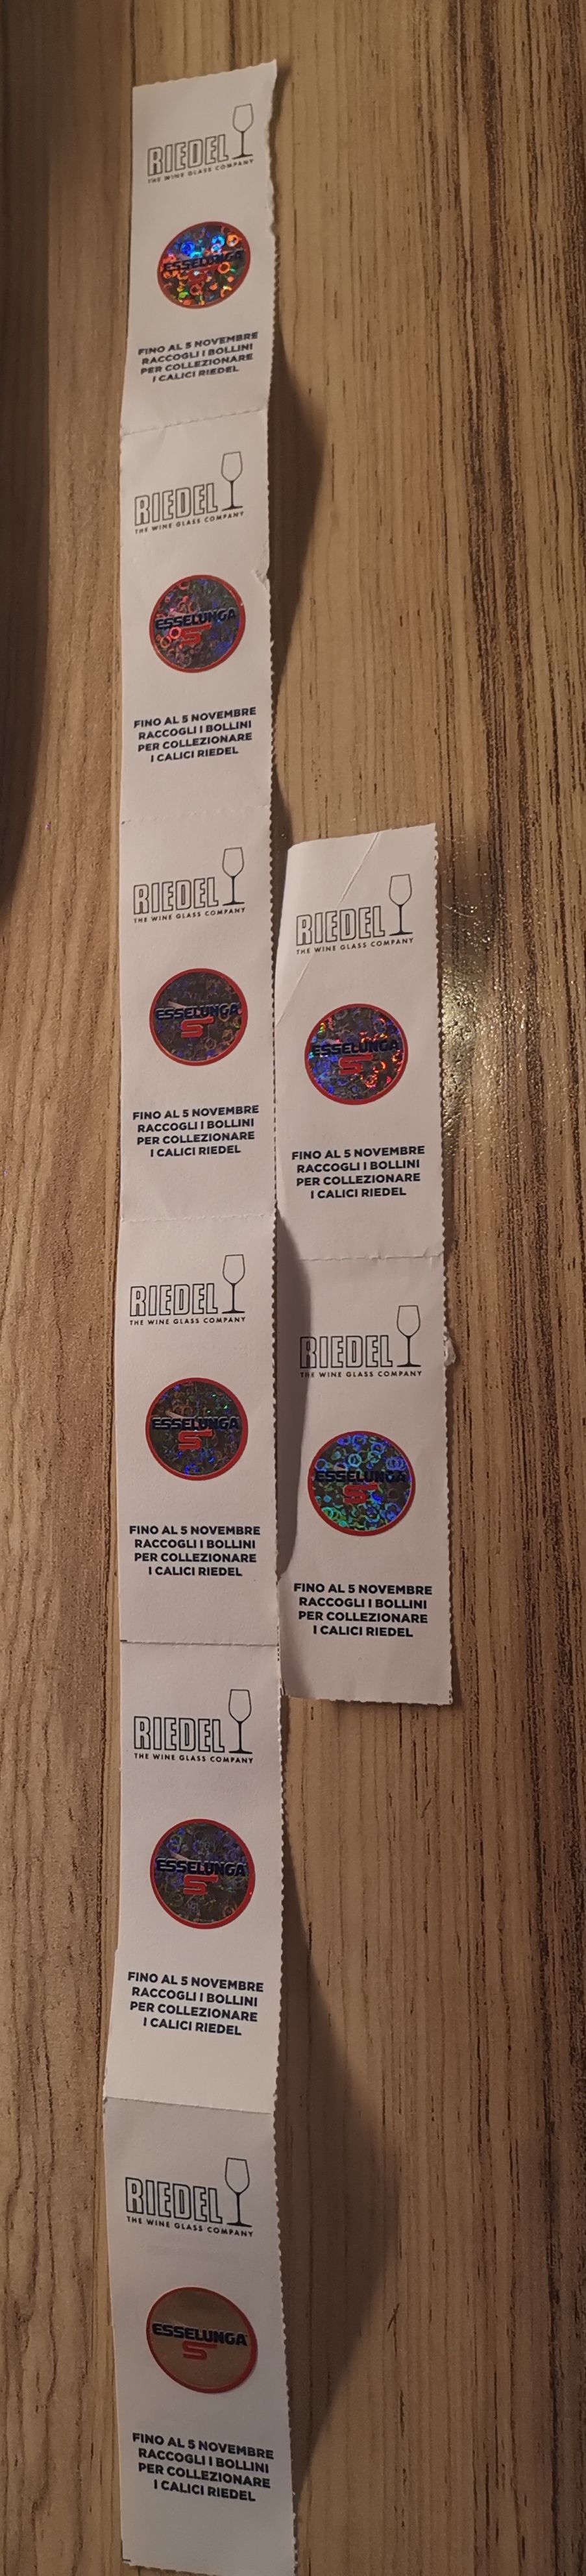 RIEDEL
THE WINE GLASS COMPANY
ESSELUNGA
S
FINO AL 5 NOVEMBRE
RACCOGLI I BOLLINI
PER COLLEZIONARE
I CALICI RIEDEL
RIEDEL
THE WINE GLASS COMPANY
ESSELUNGA
S
FINO AL 5 NOVEMBRE
RACCOGLI I BOLLINI
PER COLLEZIONARE
I CALICI RIEDEL
RIEDEL
THE WINE GLASS COMPANY
ESSELUNGA
S
FINO AL 5 NOVEMBRE
RACCOGLI I BOLLINI
PER COLLEZIONARE
I CALICI RIEDEL
RIEDEL
THE WINE GLASS COMPANY
ESSELUNGA
S
FINO AL 5 NOVEMBRE
RACCOGLI I BOLLINI
PER COLLEZIONARE
I CALICI RIEDEL
RIEDEL
THE WINE GLASS COMPANY
ESSELUNGA
S
FINO AL 5 NOVEMBRE
RACCOGLI I BOLLINI
PER COLLEZIONARE
I CALICI RIEDEL
RIEDEL
THE WINE GLASS COMPANY
ESSELUNGA
S
FINO AL 5 NOVEMBRE
RACCOGLI I BOLLINI
PER COLLEZIONARE
I CALICI RIEDEL
RIEDEL
THE WINE GLASS COMPANY
ESSELUNGA
S
FINO AL 5 NOVEMBRE
RACCOGLI I BOLLINI
PER COLLEZIONARE
I CALICI RIEDEL
RIEDEL
THE WINE GLASS COMPANY
ESSELUNGA
S
FINO AL 5 NOVEMBRE
RACCOGLI I BOLLINI
PER COLLEZIONARE
I CALICI RIEDEL